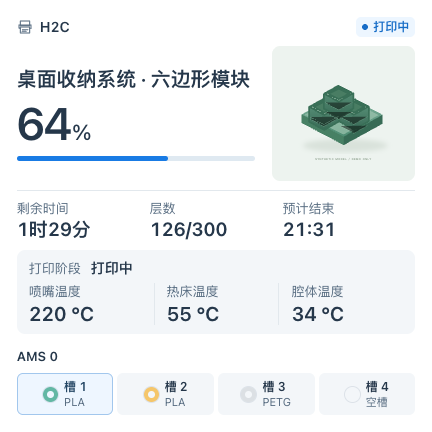 H2C
打印中
桌面收纳系统 · 六边形模块
64%
剩余时间 层数 预计结束
1时29分 126/300 21:31
打印阶段 打印中
喷嘴温度 热床温度 腔体温度
220 °C 55 °C 34 °C
AMS 0
槽 1 槽 2 槽 3 槽 4
PLA PLA PETG 空槽